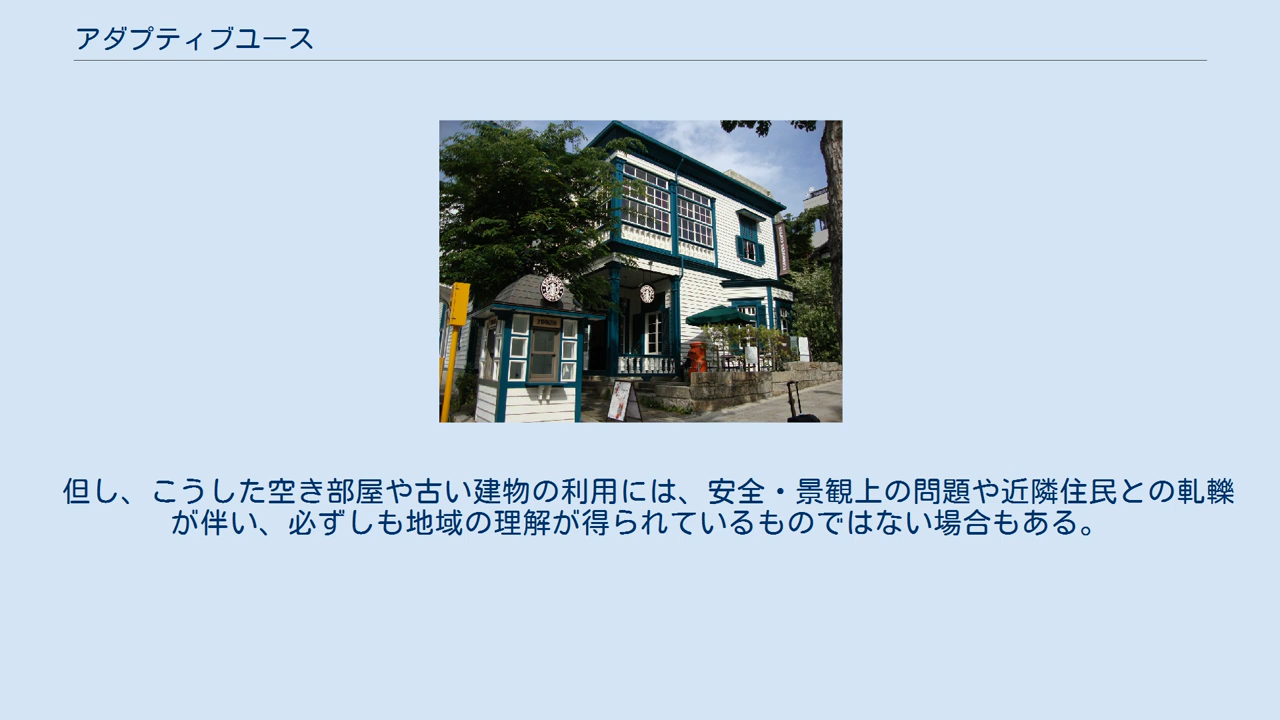 アダプティブユース
但し、こうした空き部屋や古い建物の利用には、安全・景観上の問題や近隣住民との軋轢
が伴い、必ずしも地域の理解が得られているものではない場合もある。